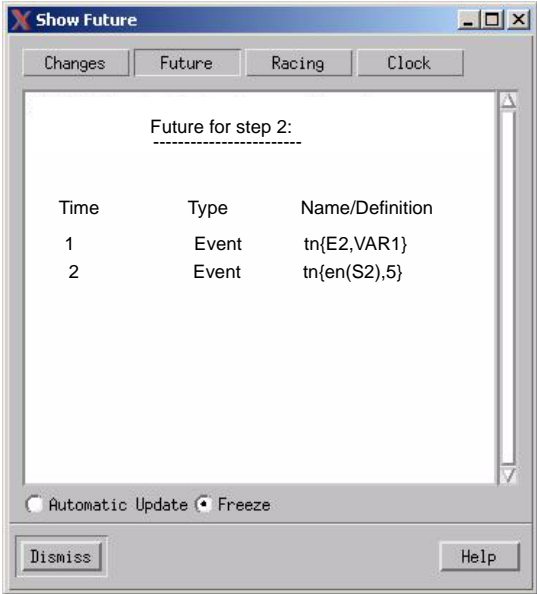 Show Future
Changes Future Racing Clock
Future for step 2:
------------------------
Time Type Name/Definition
1 Event tn{E2,VAR1}
2 Event tn{en(S2),5}
Automatic Update Freeze
Dismiss Help